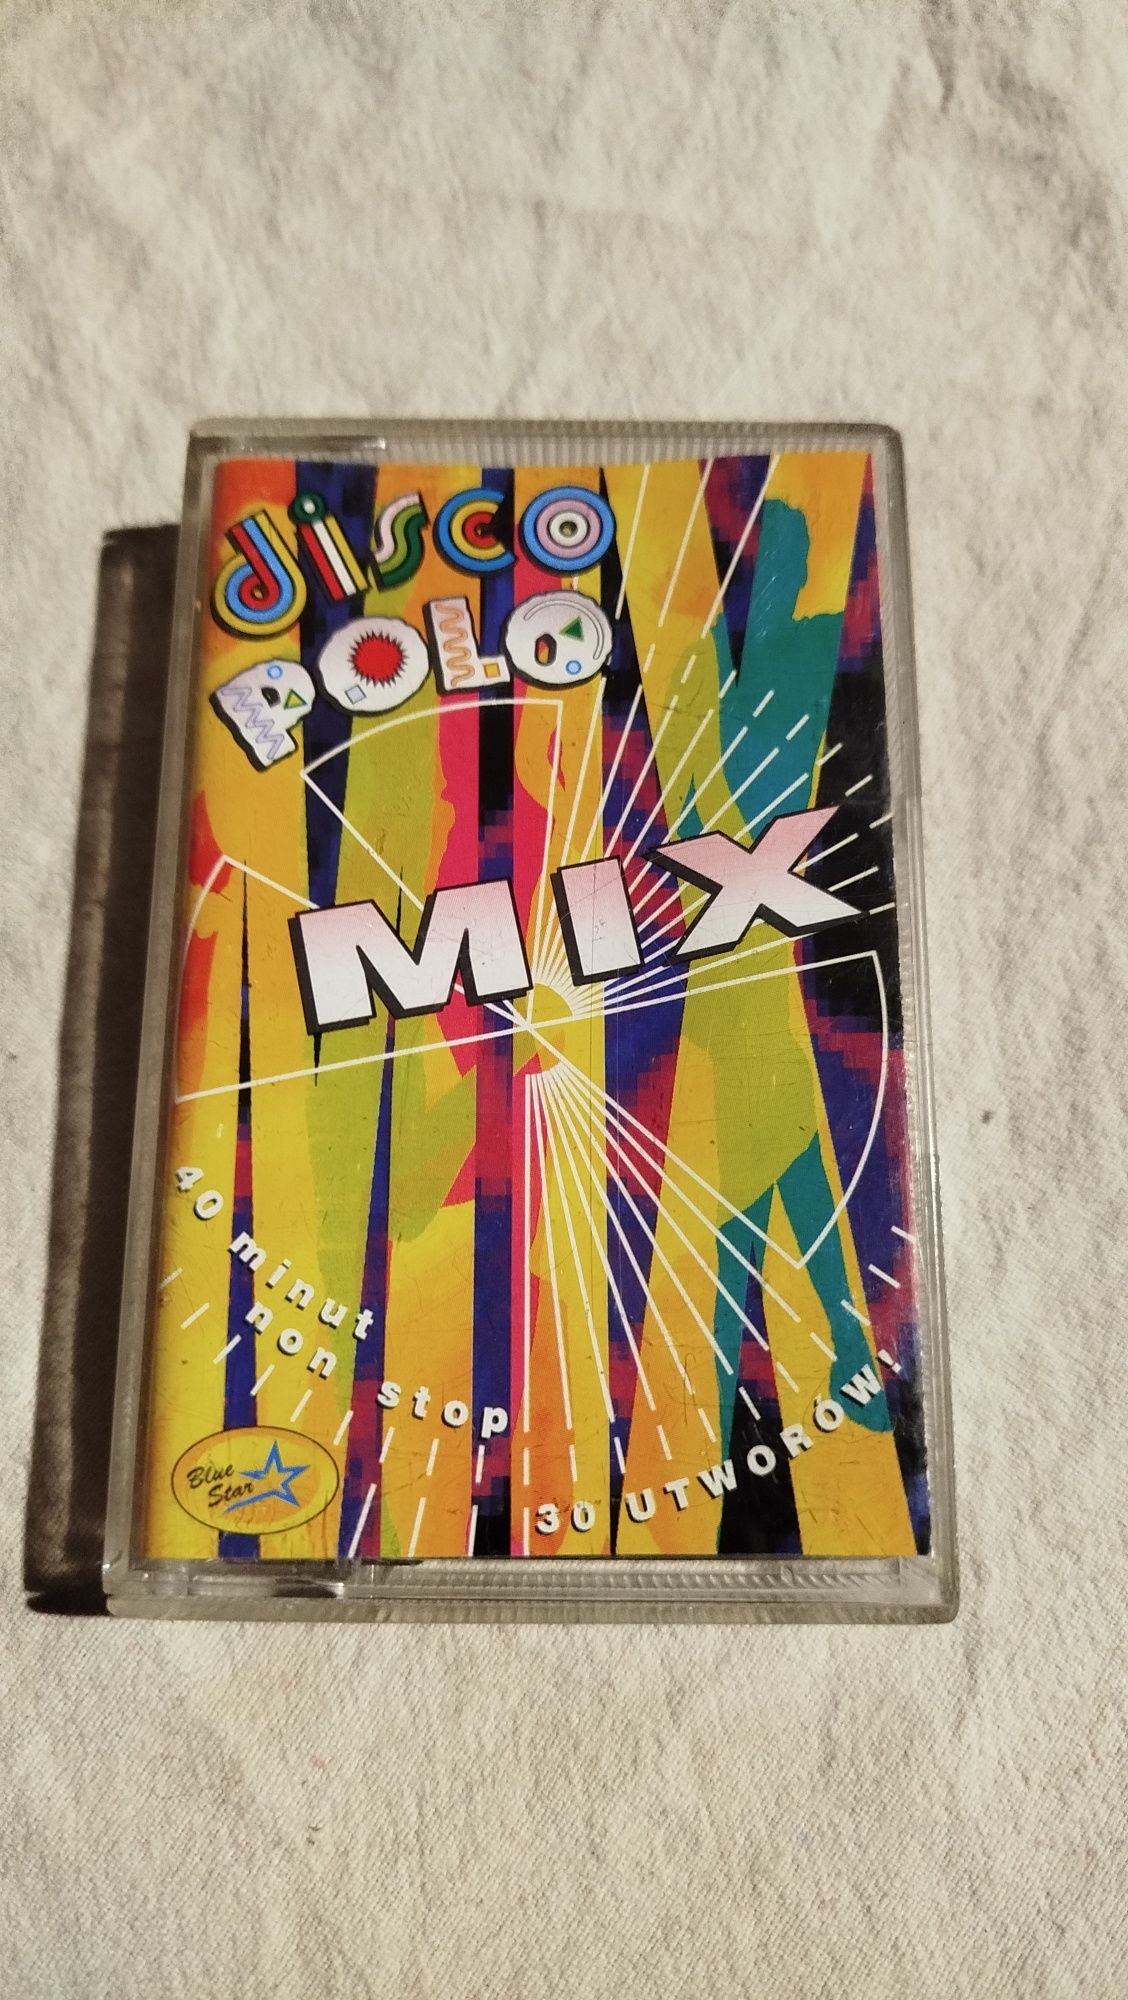 disco
POLO
MIX
40 minut
non stop
30 UTWORÓW!
Blue
Star